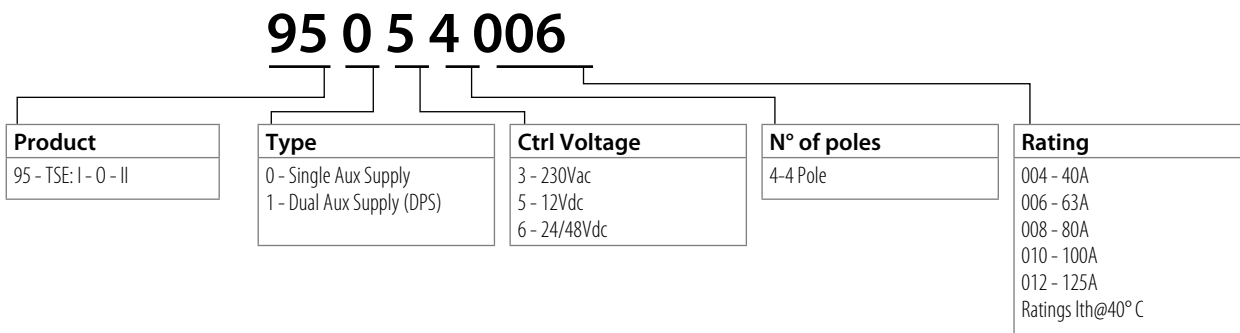 95 0 5 4 006
Product
95 - TSE: I - 0 - II
Type
0 - Single Aux Supply
1 - Dual Aux Supply (DPS)
Ctrl Voltage
3 - 230Vac
5 - 12Vdc
6 - 24/48Vdc
N° of poles
4-4 Pole
Rating
004 - 40A
006 - 63A
008 - 80A
010 - 100A
012 - 125A
Ratings Ith@40° C